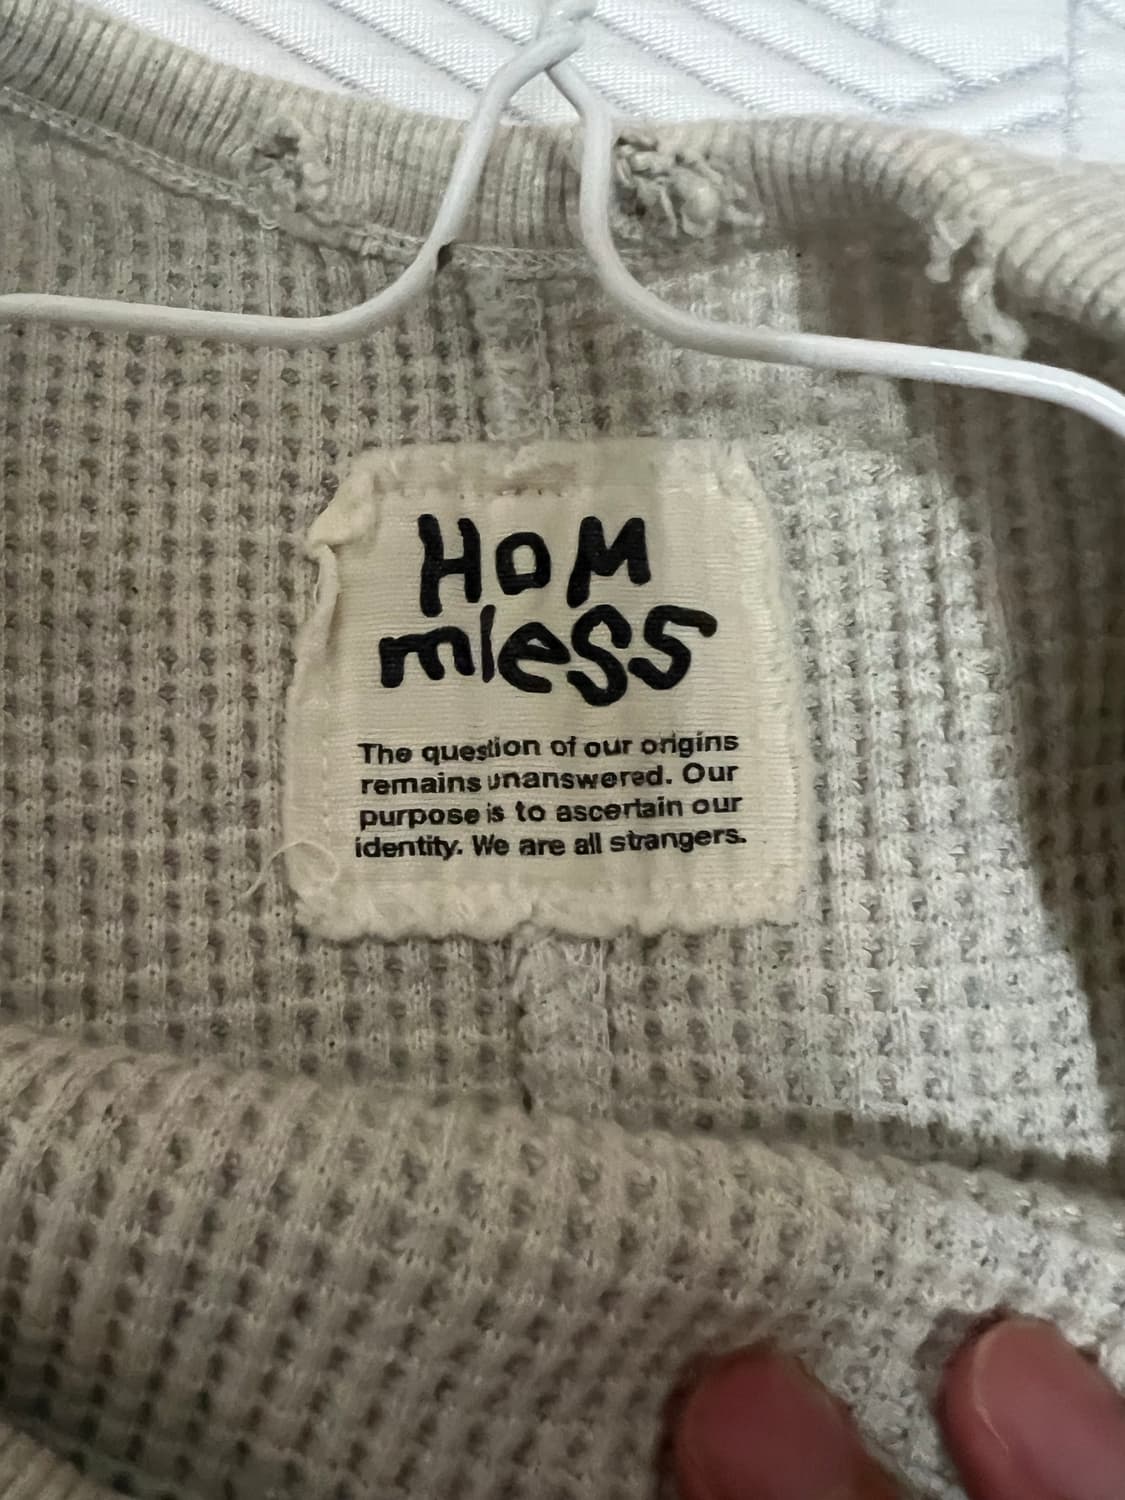 HoM
mless
The question of our origins
remains unanswered. Our
purpose is to ascertain our
identity. We are all strangers.